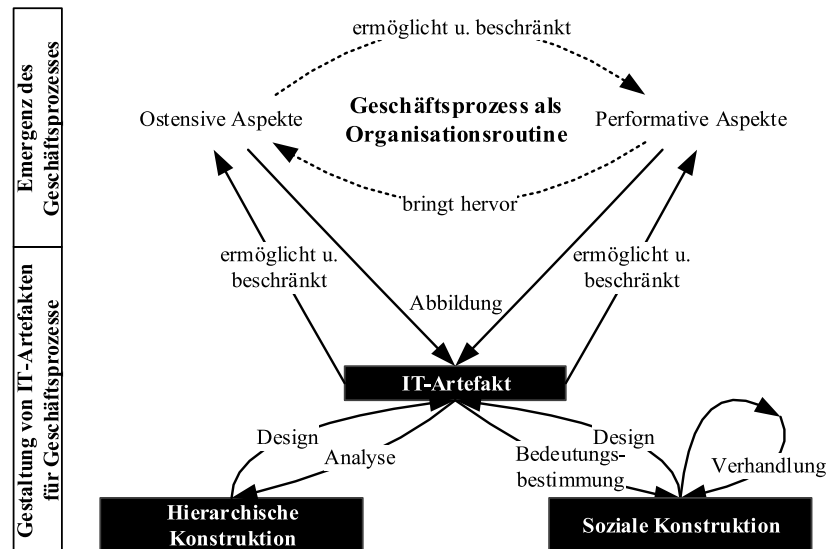 ermöglicht u. beschränkt
Emergenz des
Geschäftsprozesses
Geschäftsprozess als
Organisationsroutine
Ostensive Aspekte
Performative Aspekte
bringt hervor
ermöglicht u.
beschränkt
ermöglicht u.
beschränkt
Abbildung
Gestaltung von IT-Artefakten
für Geschäftsprozesse
IT-Artefakt
Design
Analyse
Design
Bedeutungs-
bestimmung
Verhandlung
Hierarchische
Konstruktion
Soziale Konstruktion